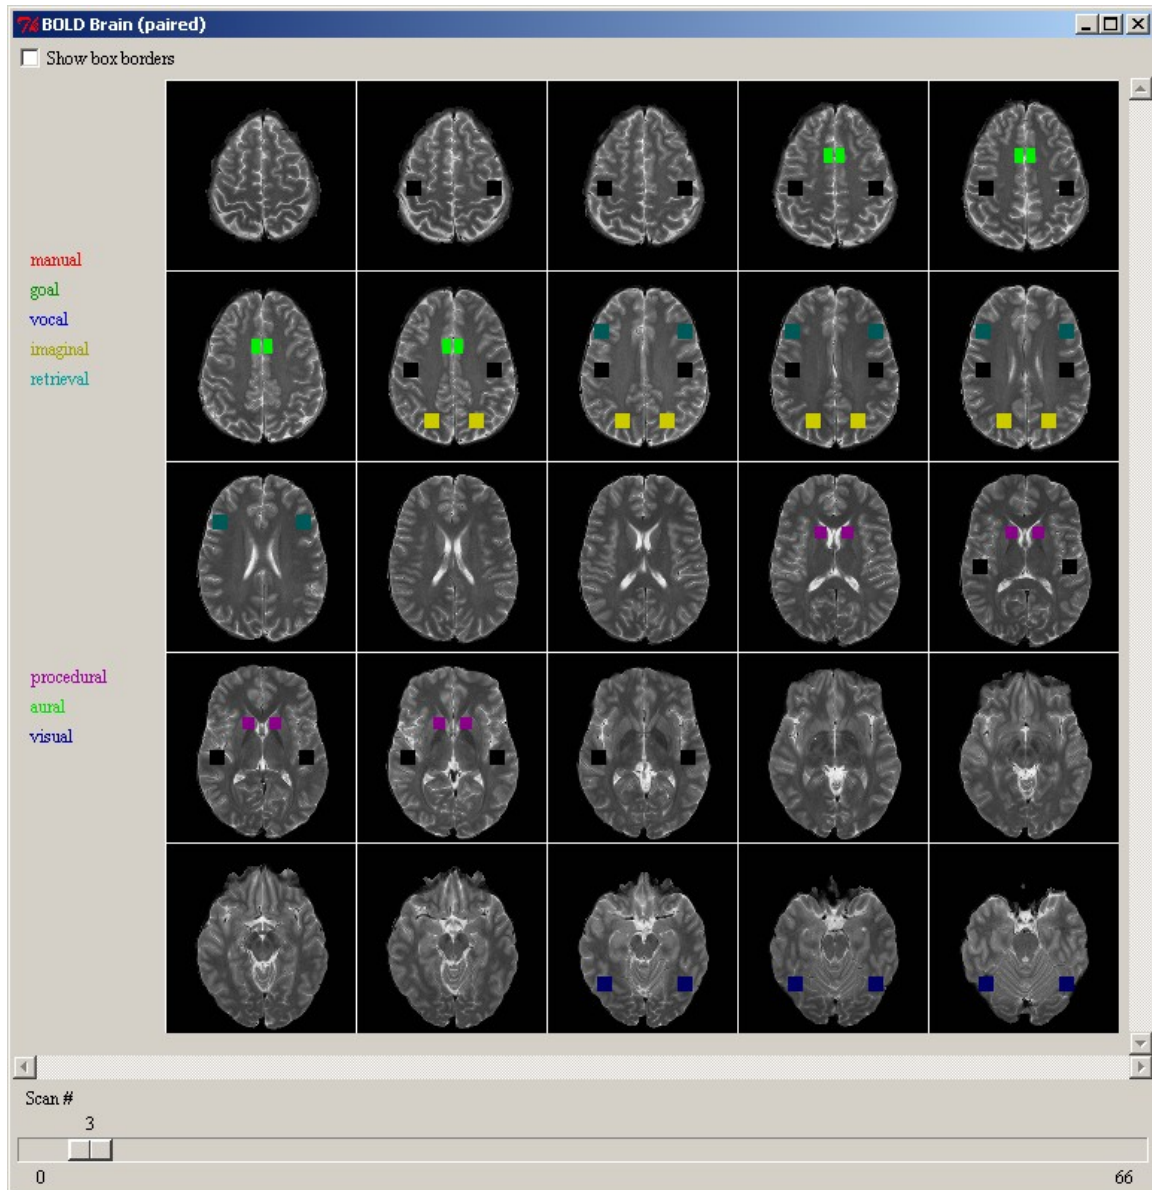 BOLD Brain (paired)
Show box borders
manual
goal
vocal
imaginal
retrieval
procedural
aural
visual
Scan #
3
0
66